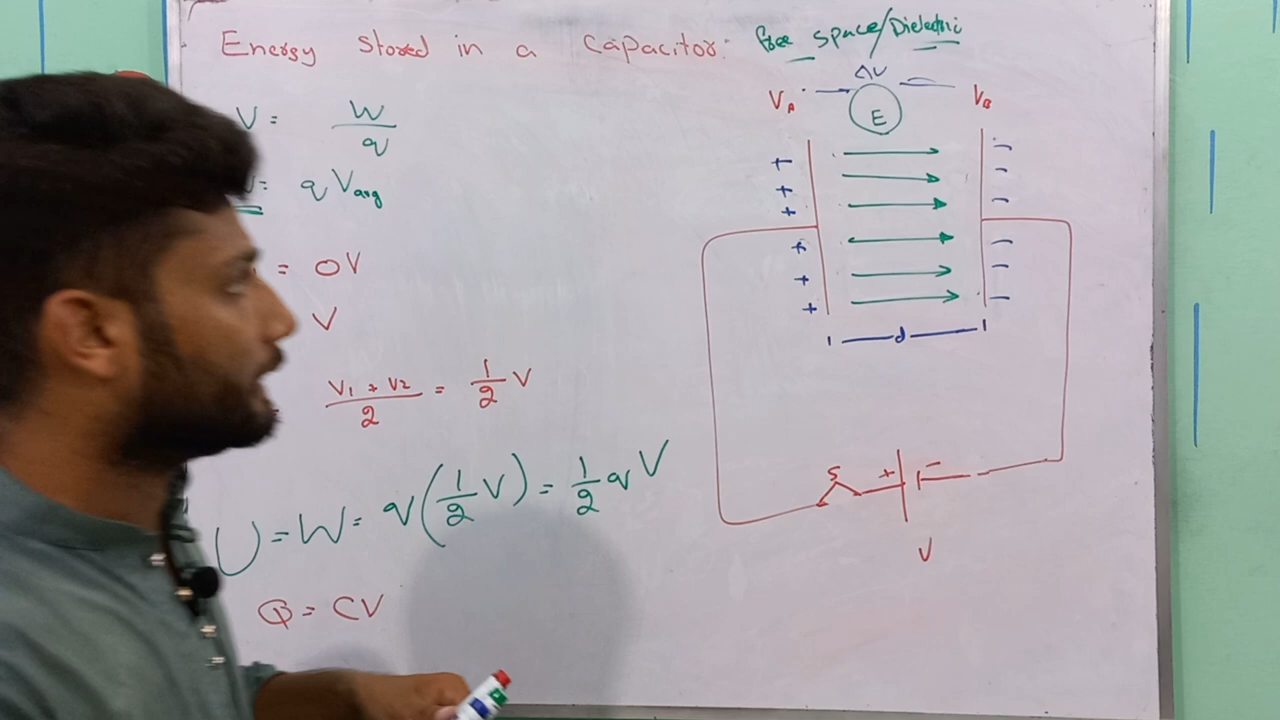 Energy stored in a Capacitor: free space/Dielectric
V = W/q
= q Vavg
= 0V
V
V1 + V2 / 2 = 1/2 V
U = W = q(1/2 V) = 1/2 q V
Q = CV
ΔV
VA
VB
E
+ + + + + +
- - - - - -
d
S
+ -
V